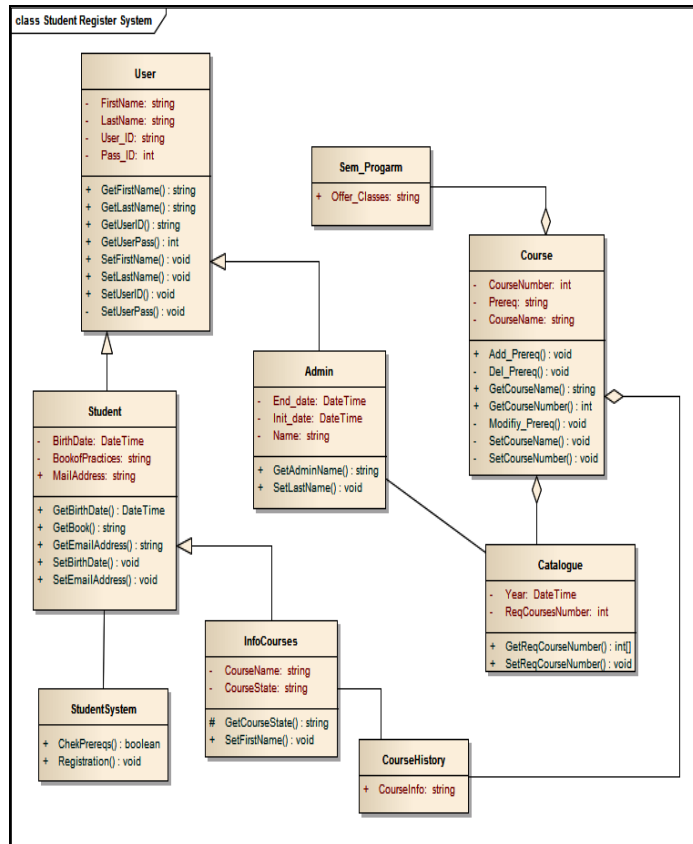 class Student Register System
User
- FirstName: string
- LastName: string
- User_ID: string
- Pass_ID: int
+ GetFirstName() : string
+ GetLastName() : string
+ GetUserID() : string
+ GetUserPass() : int
+ SetFirstName() : void
+ SetLastName() : void
+ SetUserID() : void
- SetUserPass() : void
Sem_Progarm
+ Offer_Classes: string
Course
- CourseNumber: int
- Prereq: string
- CourseName: string
+ Add_Prereq() : void
- Del_Prereq() : void
+ GetCourseName() : string
+ GetCourseNumber() : int
- Modifiy_Prereq() : void
- SetCourseName() : void
- SetCourseNumber() : void
Admin
- End_date: DateTime
- Init_date: DateTime
- Name: string
+ GetAdminName() : string
+ SetLastName() : void
Student
- BirthDate: DateTime
- BookofPractices: string
+ MailAddress: string
+ GetBirthDate() : DateTime
+ GetBook() : string
+ GetEmailAddress() : string
+ SetBirthDate() : void
+ SetEmailAddress() : void
Catalogue
- Year: DateTime
- ReqCoursesNumber: int
+ GetReqCourseNumber() : int[]
+ SetReqCourseNumber() : void
InfoCourses
- CourseName: string
- CourseState: string
# GetCourseState() : string
+ SetFirstName() : void
StudentSystem
+ ChekPrereqs() : boolean
+ Registration() : void
CourseHistory
+ CourseInfo: string